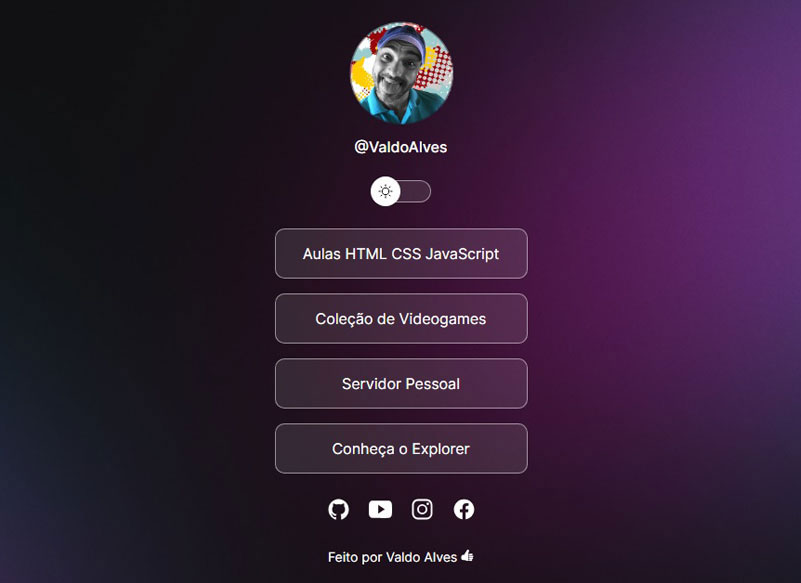 @ValdoAlves
Aulas HTML CSS JavaScript
Coleção de Videogames
Servidor Pessoal
Conheça o Explorer
Feito por Valdo Alves